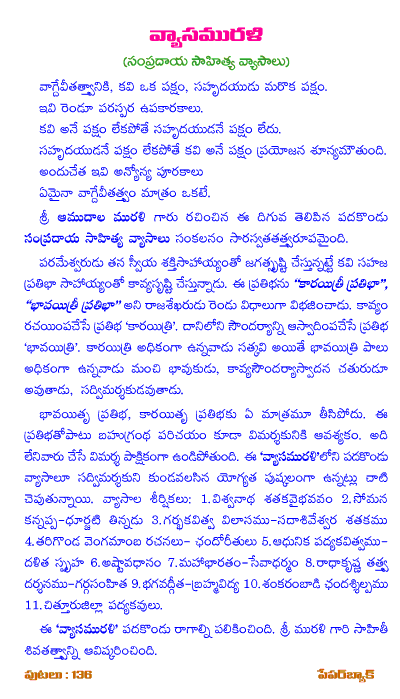 వ్యాసమురళి
(సంప్రదాయ సాహిత్య వ్యాసాలు)
వాగ్దేవీతత్త్వానికి, కవి ఒక పక్షం, సహృదయుడు మరొక పక్షం.
ఇవి రెండూ పరస్పర ఉపకారకాలు.
కవి అనే పక్షం లేకపోతే సహృదయుడనే పక్షం లేదు.
సహృదయుడనే పక్షం లేకపోతే కవి అనే పక్షం ప్రయోజన శూన్యమౌతుంది.
అందుచేత ఇవి అన్యోన్య పూరకాలు
ఏమైనా వాగ్దేవీతత్త్వం మాత్రం ఒకటే.
శ్రీ ఆముదాల మురళి గారు రచించిన ఈ దిగువ తెలిపిన పదకొండు
సంప్రదాయ సాహిత్య వ్యాసాలు సంకలనం సారస్వతతత్త్వరూపమైంది.
పరమేశ్వరుడు తన స్వీయ శక్తిసాహాయ్యంతో జగత్సృష్టి చేస్తున్నట్టే కవి సహజ
ప్రతిభా సాహాయ్యంతో కావ్యసృష్టి చేస్తున్నాడు. ఈ ప్రతిభను "కారయిత్రీ ప్రతిభా",
"భావయిత్రీ ప్రతిభా" అని రాజశేఖరుడు రెండు విధాలుగా విభజించాడు. కావ్యం
రచయింపచేసే ప్రతిభ 'కారయిత్రి'. దానిలోని సౌందర్యాన్ని ఆస్వాదింపచేసే ప్రతిభ
'భావయిత్రి'. కారయిత్రి అధికంగా ఉన్నవాడు సత్కవి అయితే భావయిత్రి పాలు
అధికంగా ఉన్నవాడు మంచి భావుకుడు, కావ్యసౌందర్యాస్వాదన చతురుడూ
అవుతాడు, సద్విమర్శకుడవుతాడు.
భావయితృ ప్రతిభ, కారయితృ ప్రతిభకు ఏ మాత్రమూ తీసిపోదు. ఈ
ప్రతిభతోపాటు బహుగ్రంథ పరిచయం కూడా విమర్శకునికి ఆవశ్యకం. అది
లేనివారు చేసే విమర్శ పాక్షికంగా ఉండిపోతుంది. ఈ 'వ్యాసమురళి'లోని పదకొండు
వ్యాసాలూ సద్విమర్శకుని కుండవలసిన యోగ్యత పుష్కలంగా ఉన్నట్లు చాటి
చెపుతున్నాయి. వ్యాసాల శీర్షికలు: 1.విశ్వనాథ శతకవైభవము 2.సోమన
కన్నప్ప-ధూర్జటి తిన్నడు 3.గర్భకవిత్వ విలాసము-సదాశివేశ్వర శతకము
4.తరిగొండ వెంగమాంబ రచనలు- ఛందోరీతులు 5.ఆధునిక పద్యకవిత్వము-
దళిత స్పృహ 6.అష్టావధానం 7.మహాభారతం-సేవాధర్మం 8.రాధాకృష్ణ తత్త్వ
దర్శనము-గర్గసంహిత 9.భగవద్గీత-బ్రహ్మవిద్య 10.శంకరంబాడి ఛందశ్శిల్పము
11.చిత్తూరుజిల్లా పద్యకవులు.
ఈ 'వ్యాసమురళి' పదకొండు రాగాల్ని పలికించింది. శ్రీ మురళి గారి సాహితీ
శివతత్త్వాన్ని ఆవిష్కరించింది.
పుటలు : 136 పేపర్‌బ్యాక్